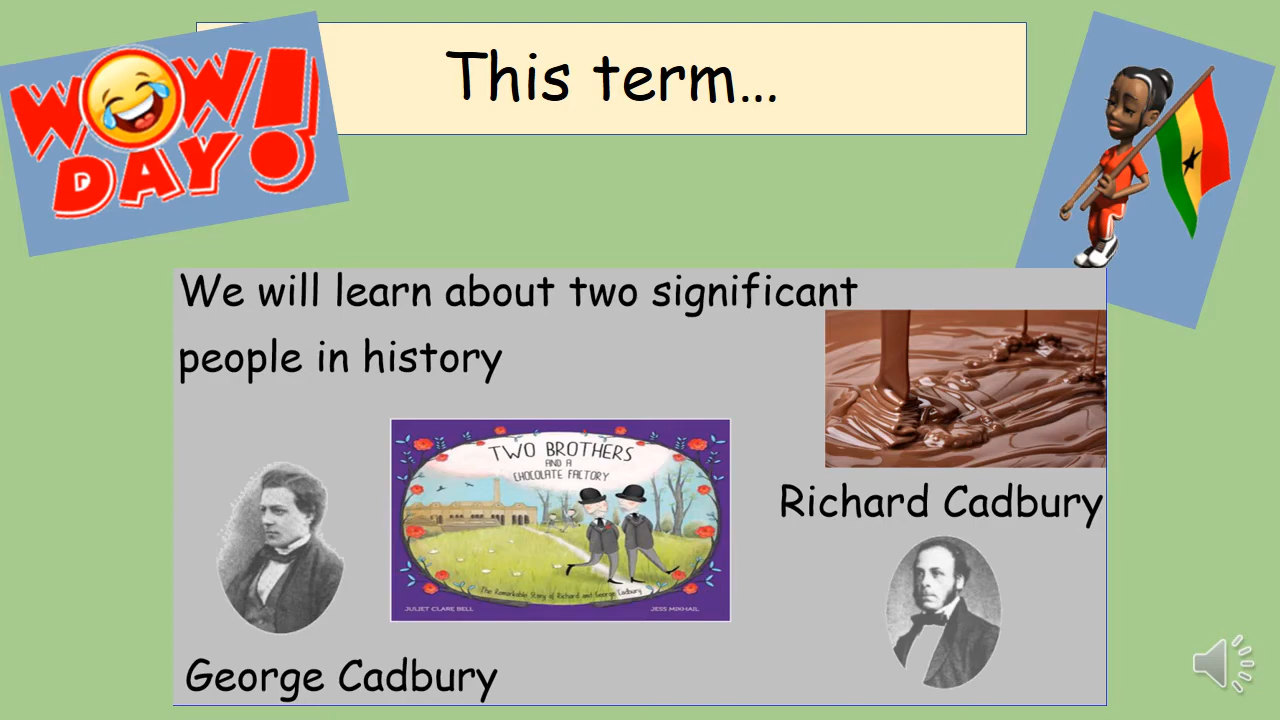 WOW!
DAY
This term...
We will learn about two significant
people in history
TWO BROTHERS
AND A
CHOCOLATE FACTORY
The Remarkable Story of Richard and George Cadbury
JULIET CLARE BELL
JESS MIKHAIL
Richard Cadbury
George Cadbury